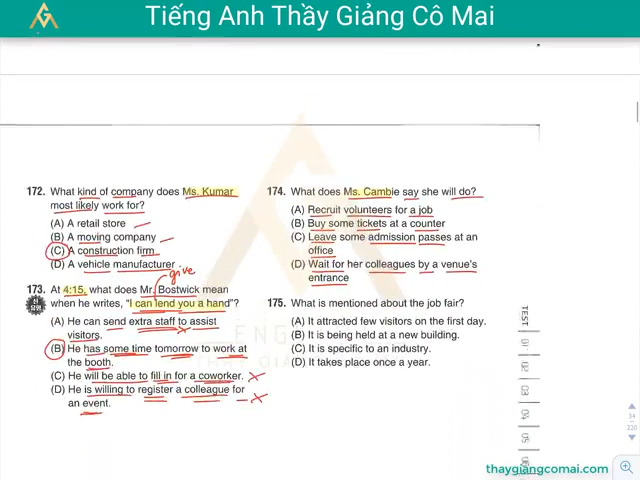 Tiếng Anh Thầy Giảng Cô Mai
172. What kind of company does Ms. Kumar
most likely work for?
(A) A retail store
(B) A moving company
(C) A construction firm
(D) A vehicle manufacturer
give
173. At 4:15, what does Mr. Bostwick mean
when he writes, "I can lend you a hand"?
(A) He can send extra staff to assist
visitors.
(B) He has some time tomorrow to work at
the booth.
(C) He will be able to fill in for a coworker.
(D) He is willing to register a colleague for
an event.
174. What does Ms. Cambie say she will do?
(A) Recruit volunteers for a job
(B) Buy some tickets at a counter
(C) Leave some admission passes at an
office
(D) Wait for her colleagues by a venue's
entrance
175. What is mentioned about the job fair?
(A) It attracted few visitors on the first day.
(B) It is being held at a new building.
(C) It is specific to an industry.
(D) It takes place once a year.
TEST
01
02
03
04
05
34
220
thaygiangcomai.com